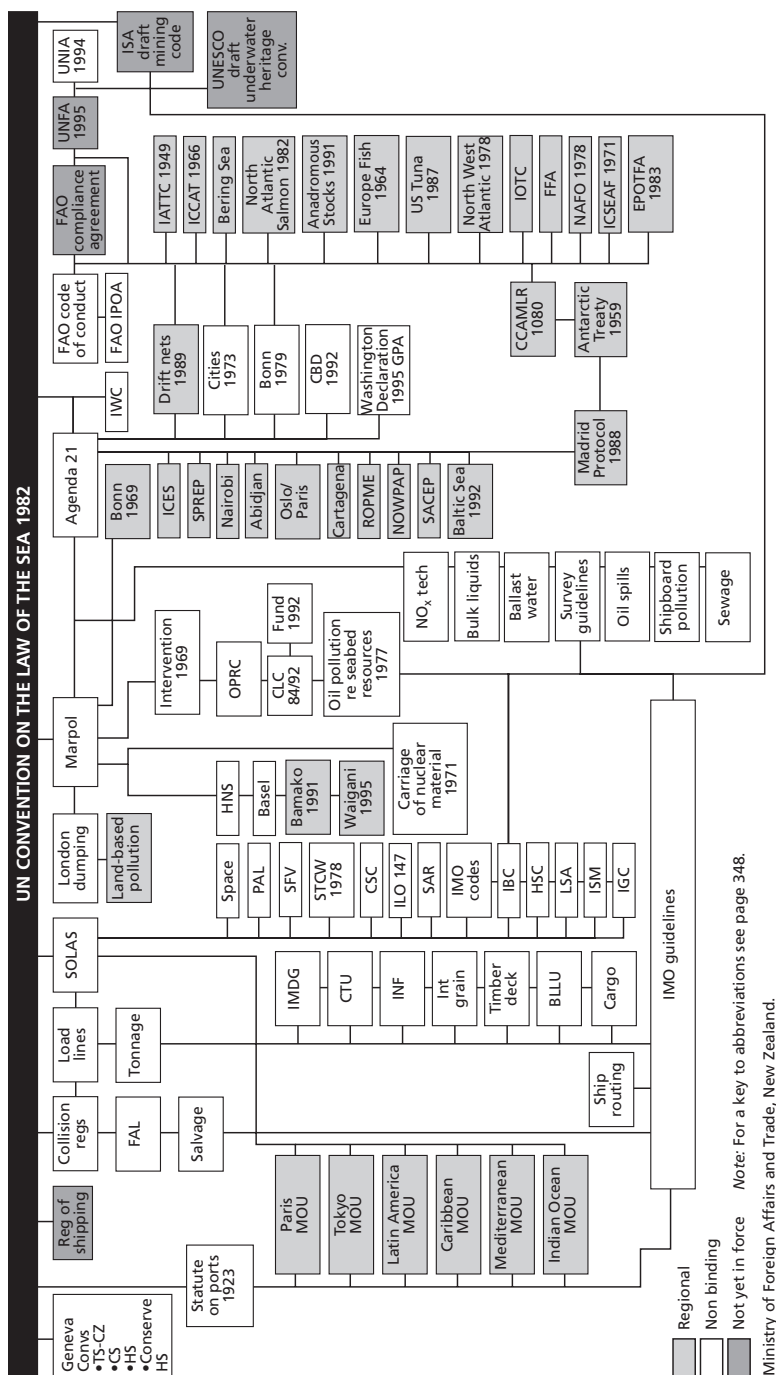 UN CONVENTION ON THE LAW OF THE SEA 1982
Geneva
Convs
•TS-CZ
•CS
•HS
•Conserve
HS
Reg of
shipping
Collision
regs
Load
lines
SOLAS
London
dumping
Marpol
Agenda 21
FAO code
of conduct
FAO
compliance
agreement
UNFA
1995
UNIA
1994
ISA
draft
mining
code
UNESCO
draft
underwater
heritage
conv.
Statute
on ports
1923
FAL
Salvage
Tonnage
Land-based
pollution
IWC
FAO IPOA
Paris
MOU
Tokyo
MOU
Latin America
MOU
Caribbean
MOU
Mediterranean
MOU
Indian Ocean
MOU
Ship
routing
IMDG
CTU
INF
Int
grain
Timber
deck
BLLU
Cargo
Space
PAL
SFV
STCW
1978
CSC
ILO 147
SAR
IMO
codes
IBC
HSC
LSA
ISM
IGC
HNS
Basel
Bamako
1991
Waigani
1995
Carriage
of nuclear
material
1971
Intervention
1969
OPRC
CLC
84/92
Fund
1992
Oil pollution
re seabed
resources
1977
NOx tech
Bulk liquids
Ballast
water
Survey
guidelines
Oil spills
Shipboard
pollution
Sewage
Bonn
1969
ICES
SPREP
Nairobi
Abidjan
Oslo/
Paris
Cartagena
ROPME
NOWPAP
SACEP
Baltic Sea
1992
Drift nets
1989
Cities
1973
Bonn
1979
CBD
1992
Washington
Declaration
1995 GPA
Madrid
Protocol
1988
CCAMLR
1080
Antarctic
Treaty
1959
IATTC 1949
ICCAT 1966
Bering Sea
North
Atlantic
Salmon 1982
Anadromous
Stocks 1991
Europe Fish
1964
US Tuna
1987
North West
Atlantic 1978
IOTC
FFA
NAFO 1978
ICSEAF 1971
EPOTFA
1983
IMO guidelines
Regional
Non binding
Not yet in force
Note: For a key to abbreviations see page 348.
Ministry of Foreign Affairs and Trade, New Zealand.